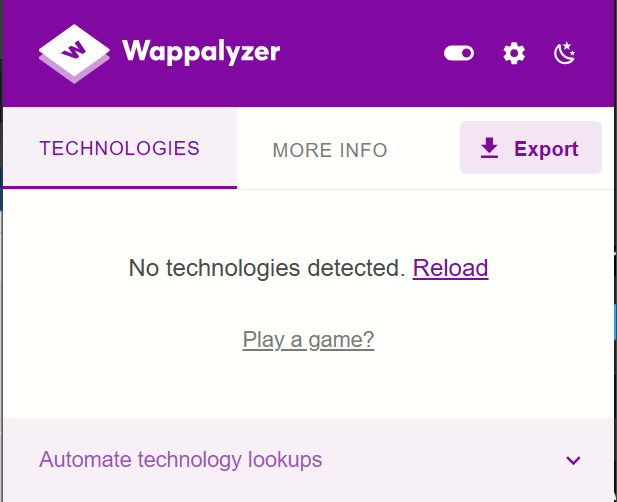 Wappalyzer
TECHNOLOGIES
MORE INFO
Export
No technologies detected. Reload
Play a game?
Automate technology lookups